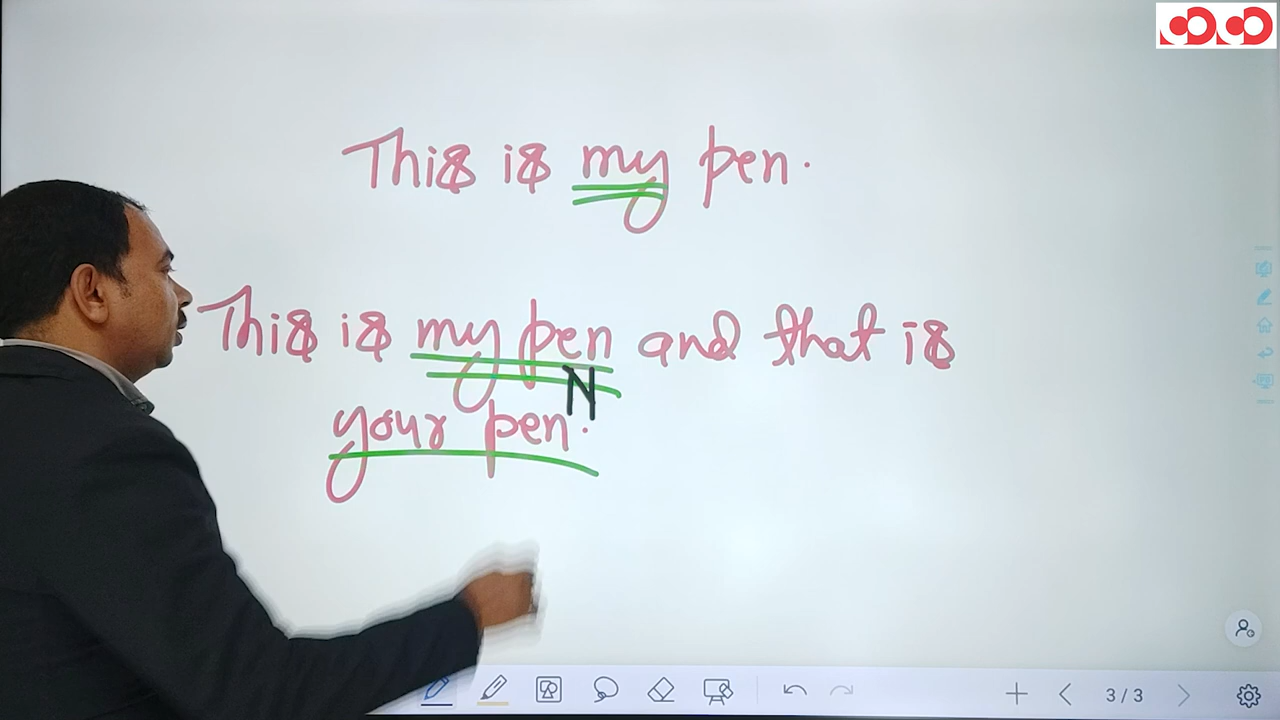 This is my pen.
This is my pen and that is
N
your pen.
3/3